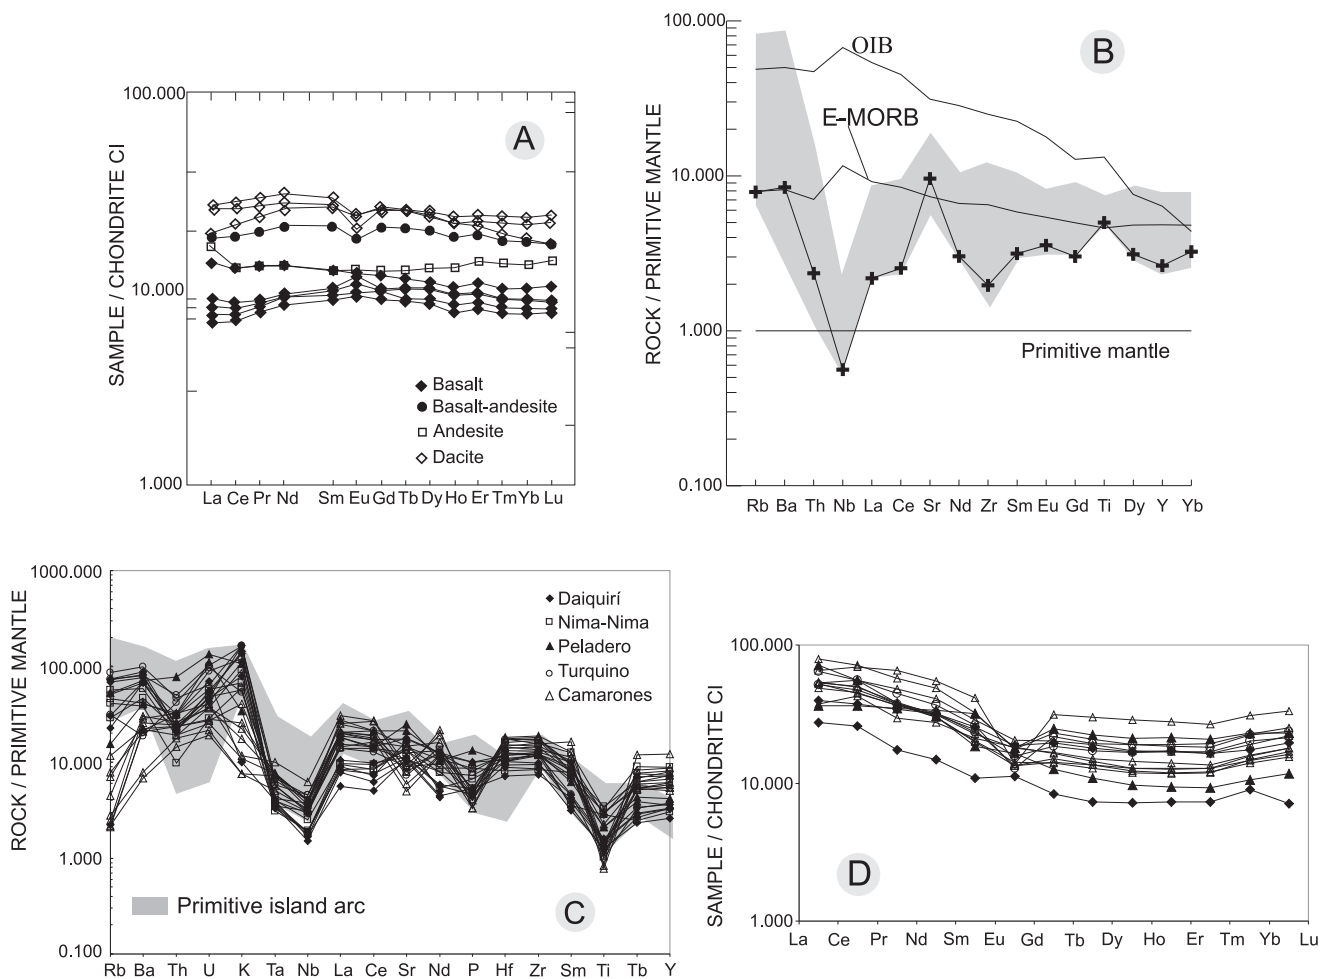 100.000
10.000
1.000
SAMPLE / CHONDRITE CI
A
Basalt
Basalt-andesite
Andesite
Dacite
La Ce Pr Nd Sm Eu Gd Tb Dy Ho Er Tm Yb Lu
100.000
10.000
1.000
0.100
ROCK / PRIMITIVE MANTLE
B
OIB
E-MORB
Primitive mantle
Rb Ba Th Nb La Ce Sr Nd Zr Sm Eu Gd Ti Dy Y Yb
1000.000
100.000
10.000
1.000
0.100
ROCK / PRIMITIVE MANTLE
Daiquirí
Nima-Nima
Peladero
Turquino
Camarones
Primitive island arc
C
Rb Ba Th U K Ta Nb La Ce Sr Nd P Hf Zr Sm Ti Tb Y
100.000
10.000
1.000
SAMPLE / CHONDRITE CI
D
La Ce Pr Nd Sm Eu Gd Tb Dy Ho Er Tm Yb Lu